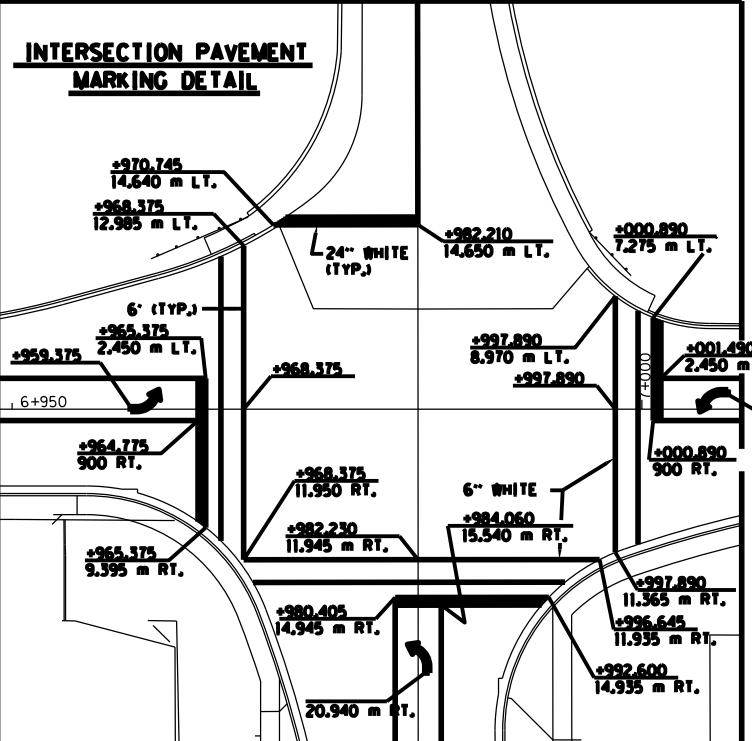 INTERSECTION PAVEMENT
MARKING DETAIL
+970.745
14.640 m LT.
+968.375
12.985 m LT.
24" WHITE
(TYP.)
+982.210
14.650 m LT.
+000.890
7.275 m LT.
6' (TYP.)
+965.375
2.450 m LT.
+959.375
+968.375
+997.890
8.970 m LT.
+997.890
+001.490
2.450 m
6+950
7+000
+964.775
900 RT.
+000.890
900 RT.
+968.375
11.950 RT.
6" WHITE
+982.230
11.945 m RT.
+984.060
15.540 m RT.
+965.375
9.395 m RT.
+997.890
11.365 m RT.
+980.405
14.945 m RT.
+996.645
11.935 m RT.
+992.600
14.935 m RT.
20.940 m RT.